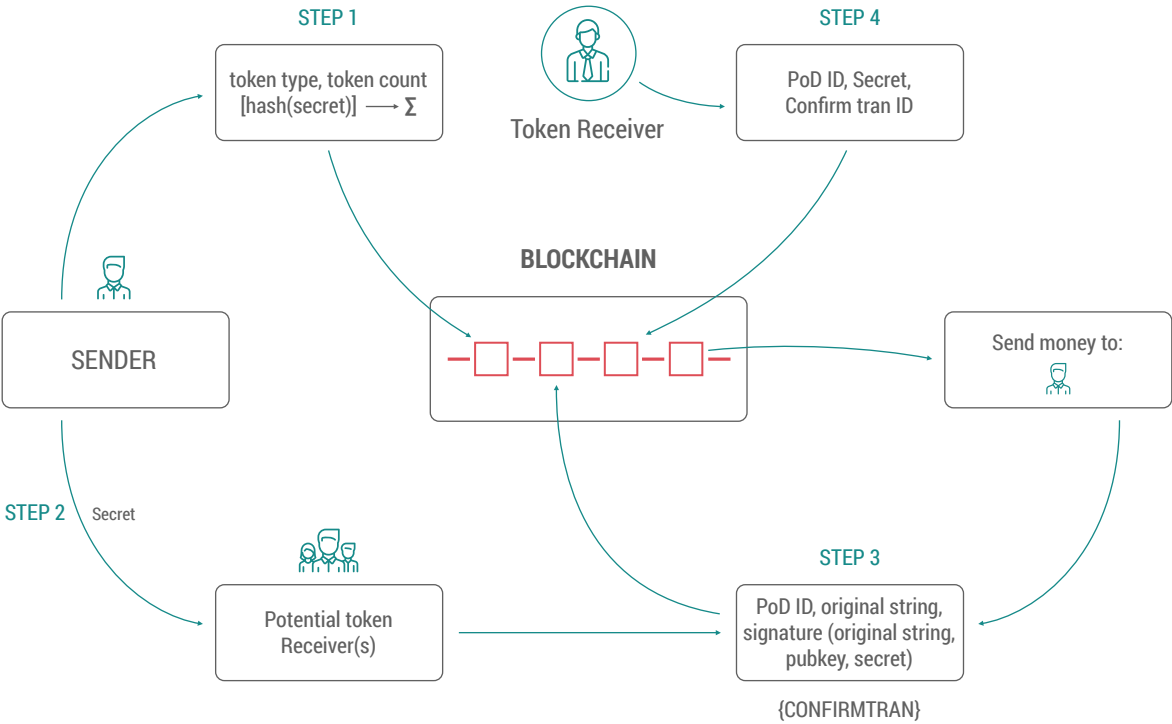 STEP 1
STEP 4
token type, token count
[hash(secret)] → Σ
PoD ID, Secret,
Confirm tran ID
Token Receiver
BLOCKCHAIN
SENDER
Send money to:
STEP 2
Secret
STEP 3
Potential token
Receiver(s)
PoD ID, original string,
signature (original string,
pubkey, secret)
{CONFIRMTRAN}